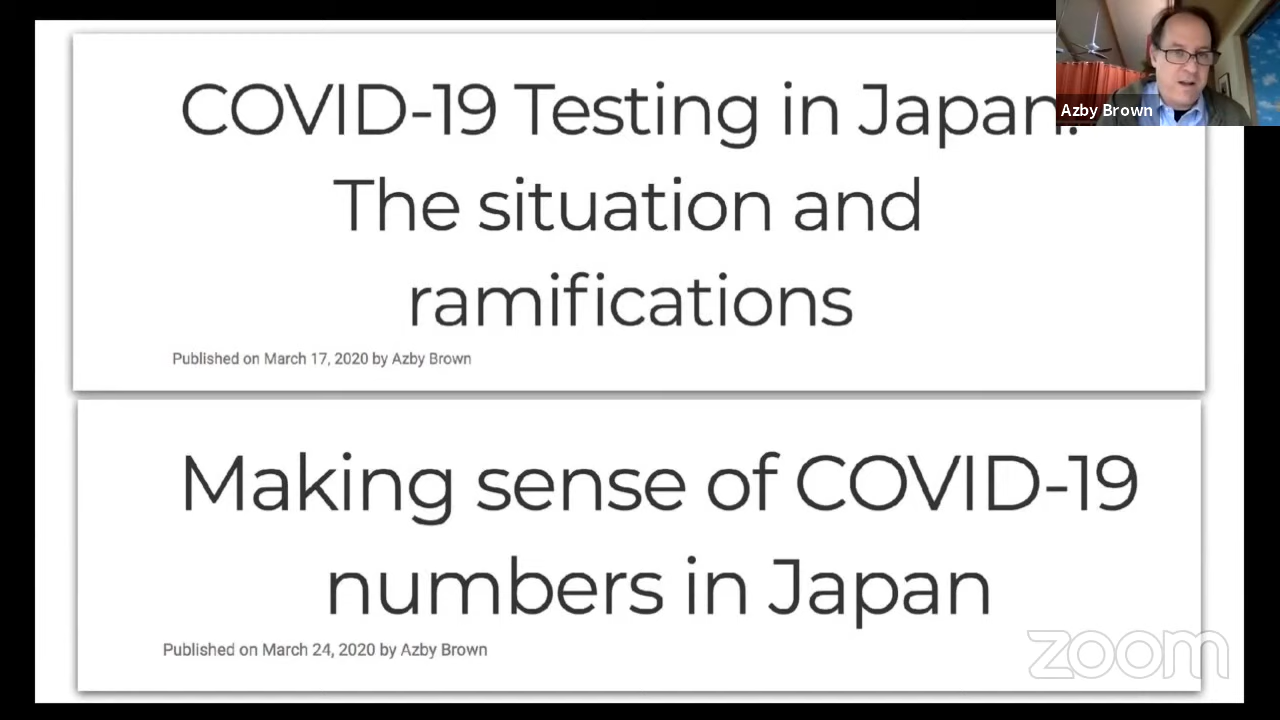 COVID-19 Testing in Japan:
The situation and
ramifications
Published on March 17, 2020 by Azby Brown
Azby Brown
Making sense of COVID-19
numbers in Japan
Published on March 24, 2020 by Azby Brown
zoom